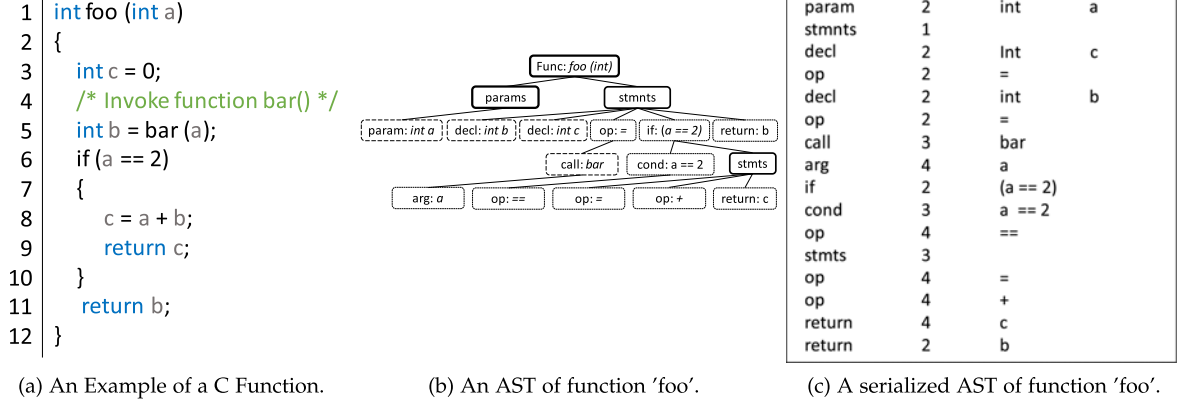 1 int foo (int a)
2 {
3 int c = 0;
4 /* Invoke function bar() */
5 int b = bar (a);
6 if (a == 2)
7 {
8 c = a + b;
9 return c;
10 }
11 return b;
12 }
(a) An Example of a C Function.
Func: foo (int)
params stmnts
param: int a decl: int b decl: int c op: = if: (a == 2) return: b
call: bar cond: a == 2 stmts
arg: a op: == op: = op: + return: c
(b) An AST of function ’foo’.
param 2 int a
stmnts 1
decl 2 Int c
op 2 =
decl 2 int b
op 2 =
call 3 bar
arg 4 a
if 2 (a == 2)
cond 3 a == 2
op 4 ==
stmts 3
op 4 =
op 4 +
return 4 c
return 2 b
(c) A serialized AST of function ’foo’.